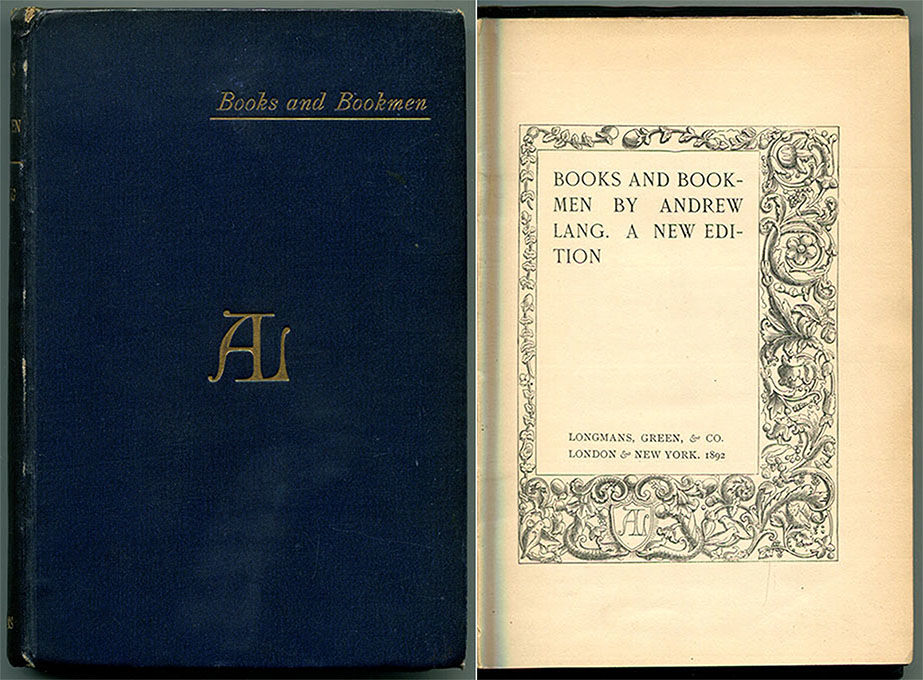 Books and Bookmen
AL
BOOKS AND BOOK-
MEN BY ANDREW
LANG. A NEW EDI-
TION
LONGMANS, GREEN, & CO.
LONDON & NEW YORK. 1892
AL